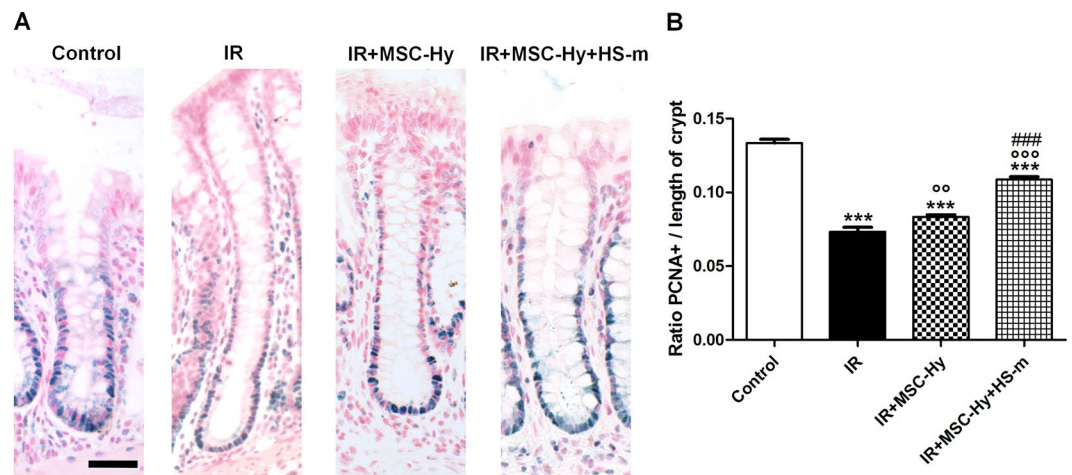 A
Control
IR
IR+MSC-Hy
IR+MSC-Hy+HS-m
B
Ratio PCNA+ / length of crypt
0.15
0.10
0.05
0.00
***
°°
***
###
°°°
***
Control
IR
IR+MSC-Hy
IR+MSC-Hy+HS-m